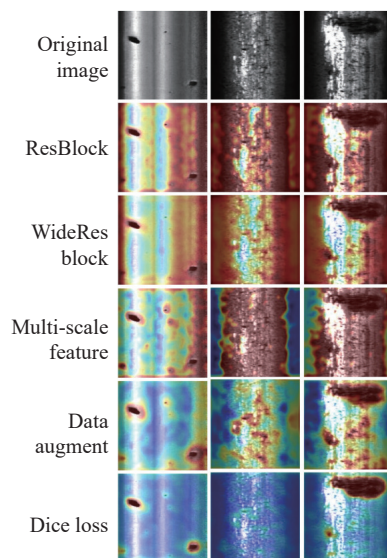 Original
image
ResBlock
WideRes
block
Multi-scale
feature
Data
augment
Dice loss